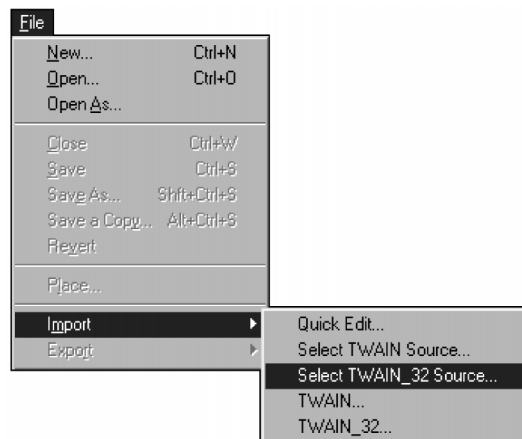 File
New... Ctrl+N
Open... Ctrl+O
Open As...
Close Ctrl+W
Save Ctrl+S
Save As... Shft+Ctrl+S
Save a Copy... Alt+Ctrl+S
Revert
Place...
Import
Export
Quick Edit...
Select TWAIN Source...
Select TWAIN_32 Source...
TWAIN...
TWAIN_32...